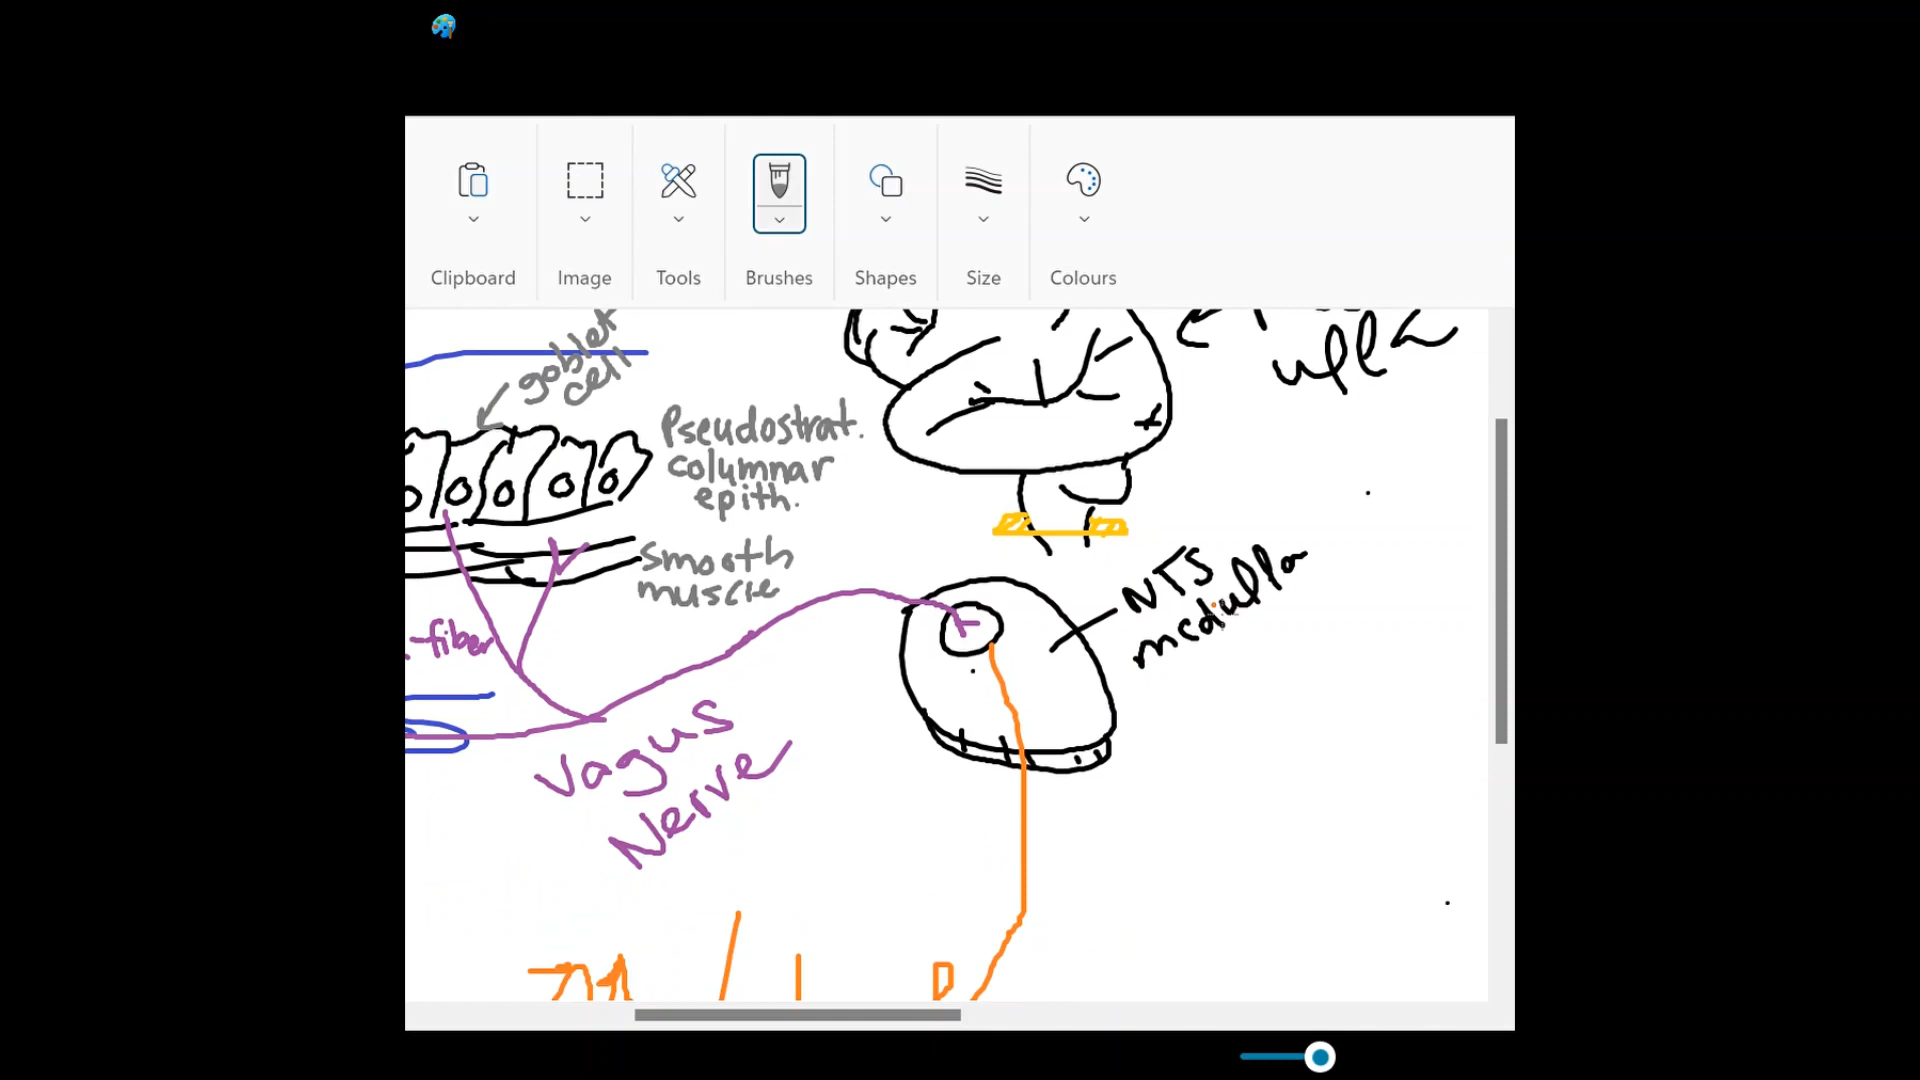 Clipboard
Image
Tools
Brushes
Shapes
Size
Colours
goblet
cell
Pseudostrat.
columnar
epith.
smooth
muscle
-fiber
NTS
medulla
Vagus
Nerve